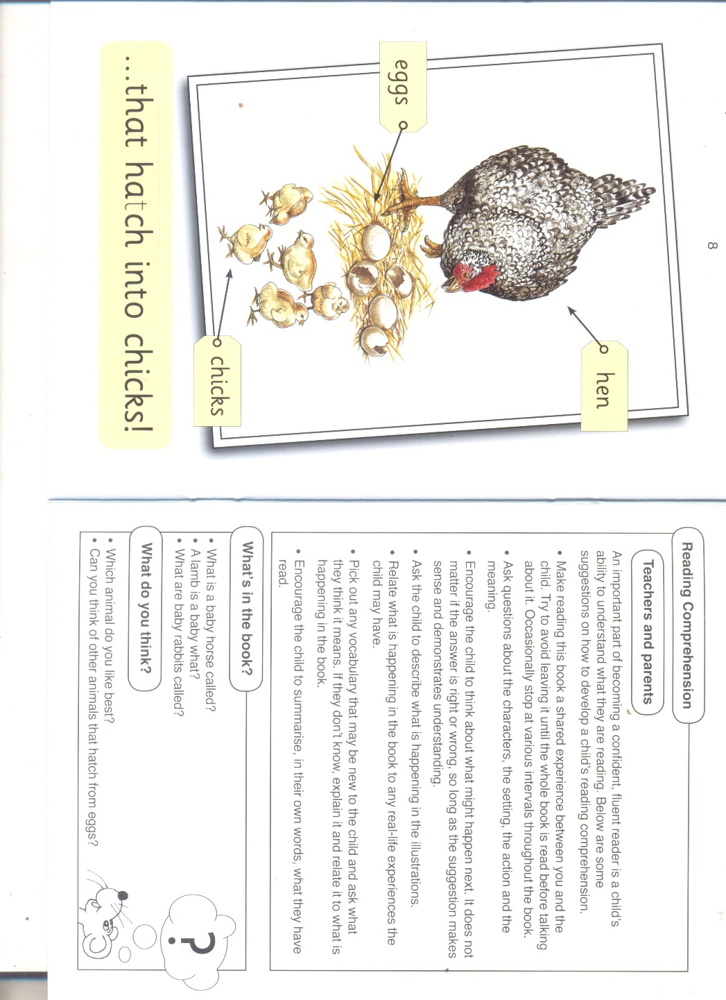 8
hen
eggs
chicks
...that hatch into chicks!
Reading Comprehension
Teachers and parents
An important part of becoming a confident, fluent reader is a child's
ability to understand what they are reading. Below are some
suggestions on how to develop a child's reading comprehension.
• Make reading this book a shared experience between you and the
child. Try to avoid leaving it until the whole book is read before talking
about it. Occasionally stop at various intervals throughout the book.
• Ask questions about the characters, the setting, the action and the
meaning.
• Encourage the child to think about what might happen next. It does not
matter if the answer is right or wrong, so long as the suggestion makes
sense and demonstrates understanding.
• Ask the child to describe what is happening in the illustrations.
• Relate what is happening in the book to any real-life experiences the
child may have.
• Pick out any vocabulary that may be new to the child and ask what
they think it means. If they don't know, explain it and relate it to what is
happening in the book.
• Encourage the child to summarise, in their own words, what they have
read.
What's in the book?
• What is a baby horse called?
• A lamb is a baby what?
• What are baby rabbits called?
What do you think?
• Which animal do you like best?
• Can you think of other animals that hatch from eggs?
?